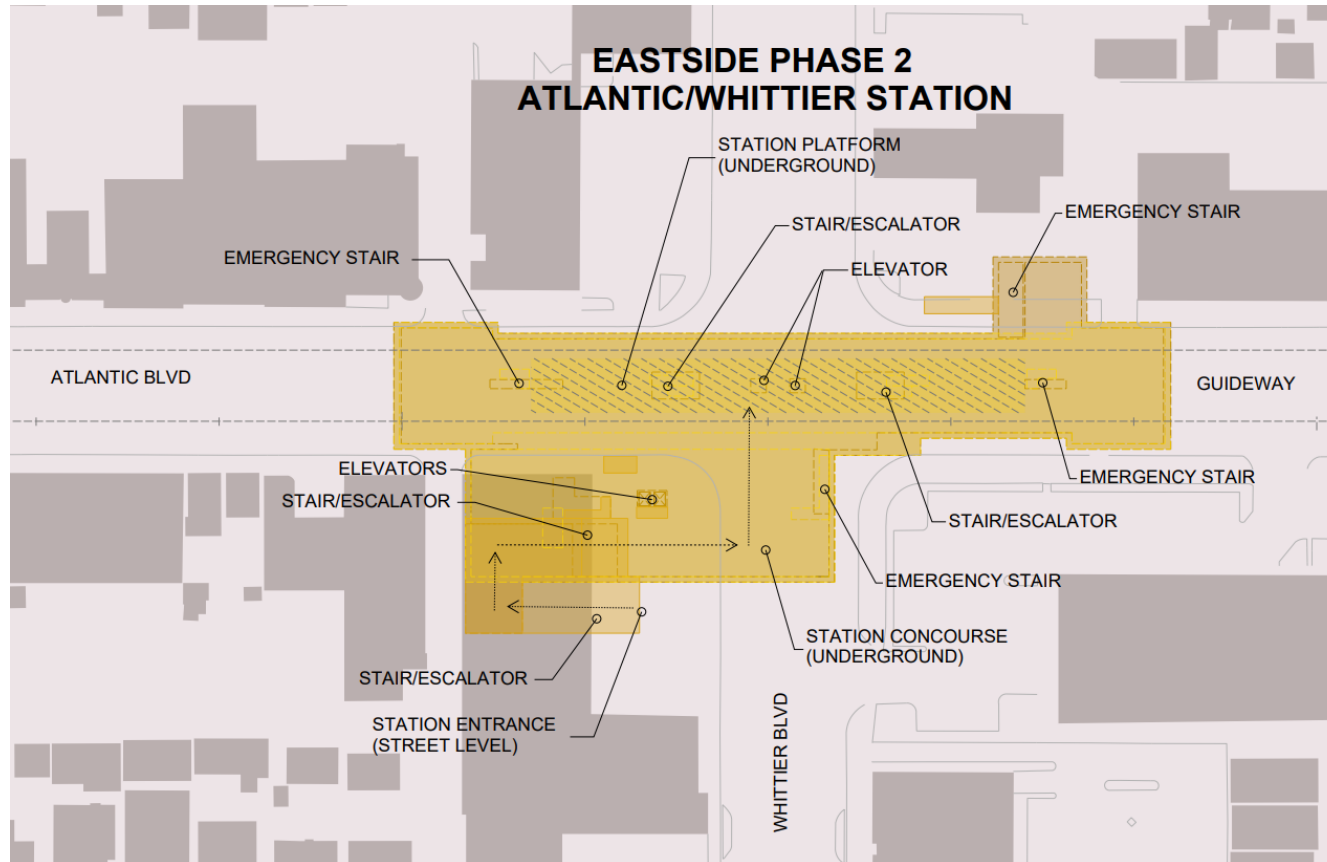 EASTSIDE PHASE 2
ATLANTIC/WHITTIER STATION
STATION PLATFORM
(UNDERGROUND)
EMERGENCY STAIR
STAIR/ESCALATOR
EMERGENCY STAIR
ELEVATOR
ATLANTIC BLVD
GUIDEWAY
ELEVATORS
EMERGENCY STAIR
STAIR/ESCALATOR
STAIR/ESCALATOR
EMERGENCY STAIR
STATION CONCOURSE
(UNDERGROUND)
STAIR/ESCALATOR
STATION ENTRANCE
(STREET LEVEL)
WHITTIER BLVD